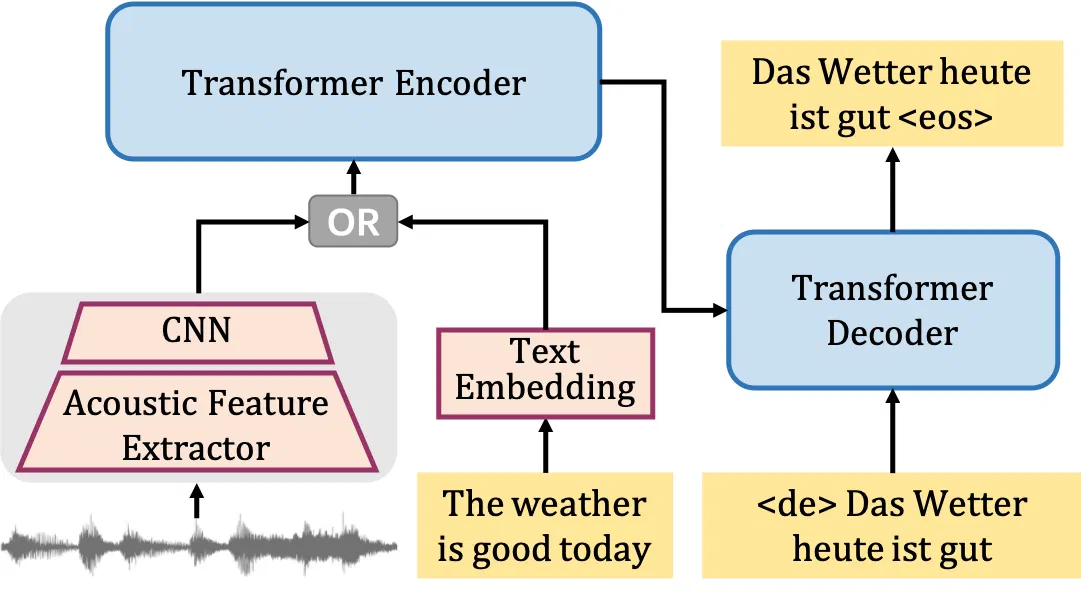 Transformer Encoder
OR
CNN
Acoustic Feature
Extractor
Text
Embedding
The weather
is good today
Das Wetter heute
ist gut <eos>
Transformer
Decoder
<de> Das Wetter
heute ist gut